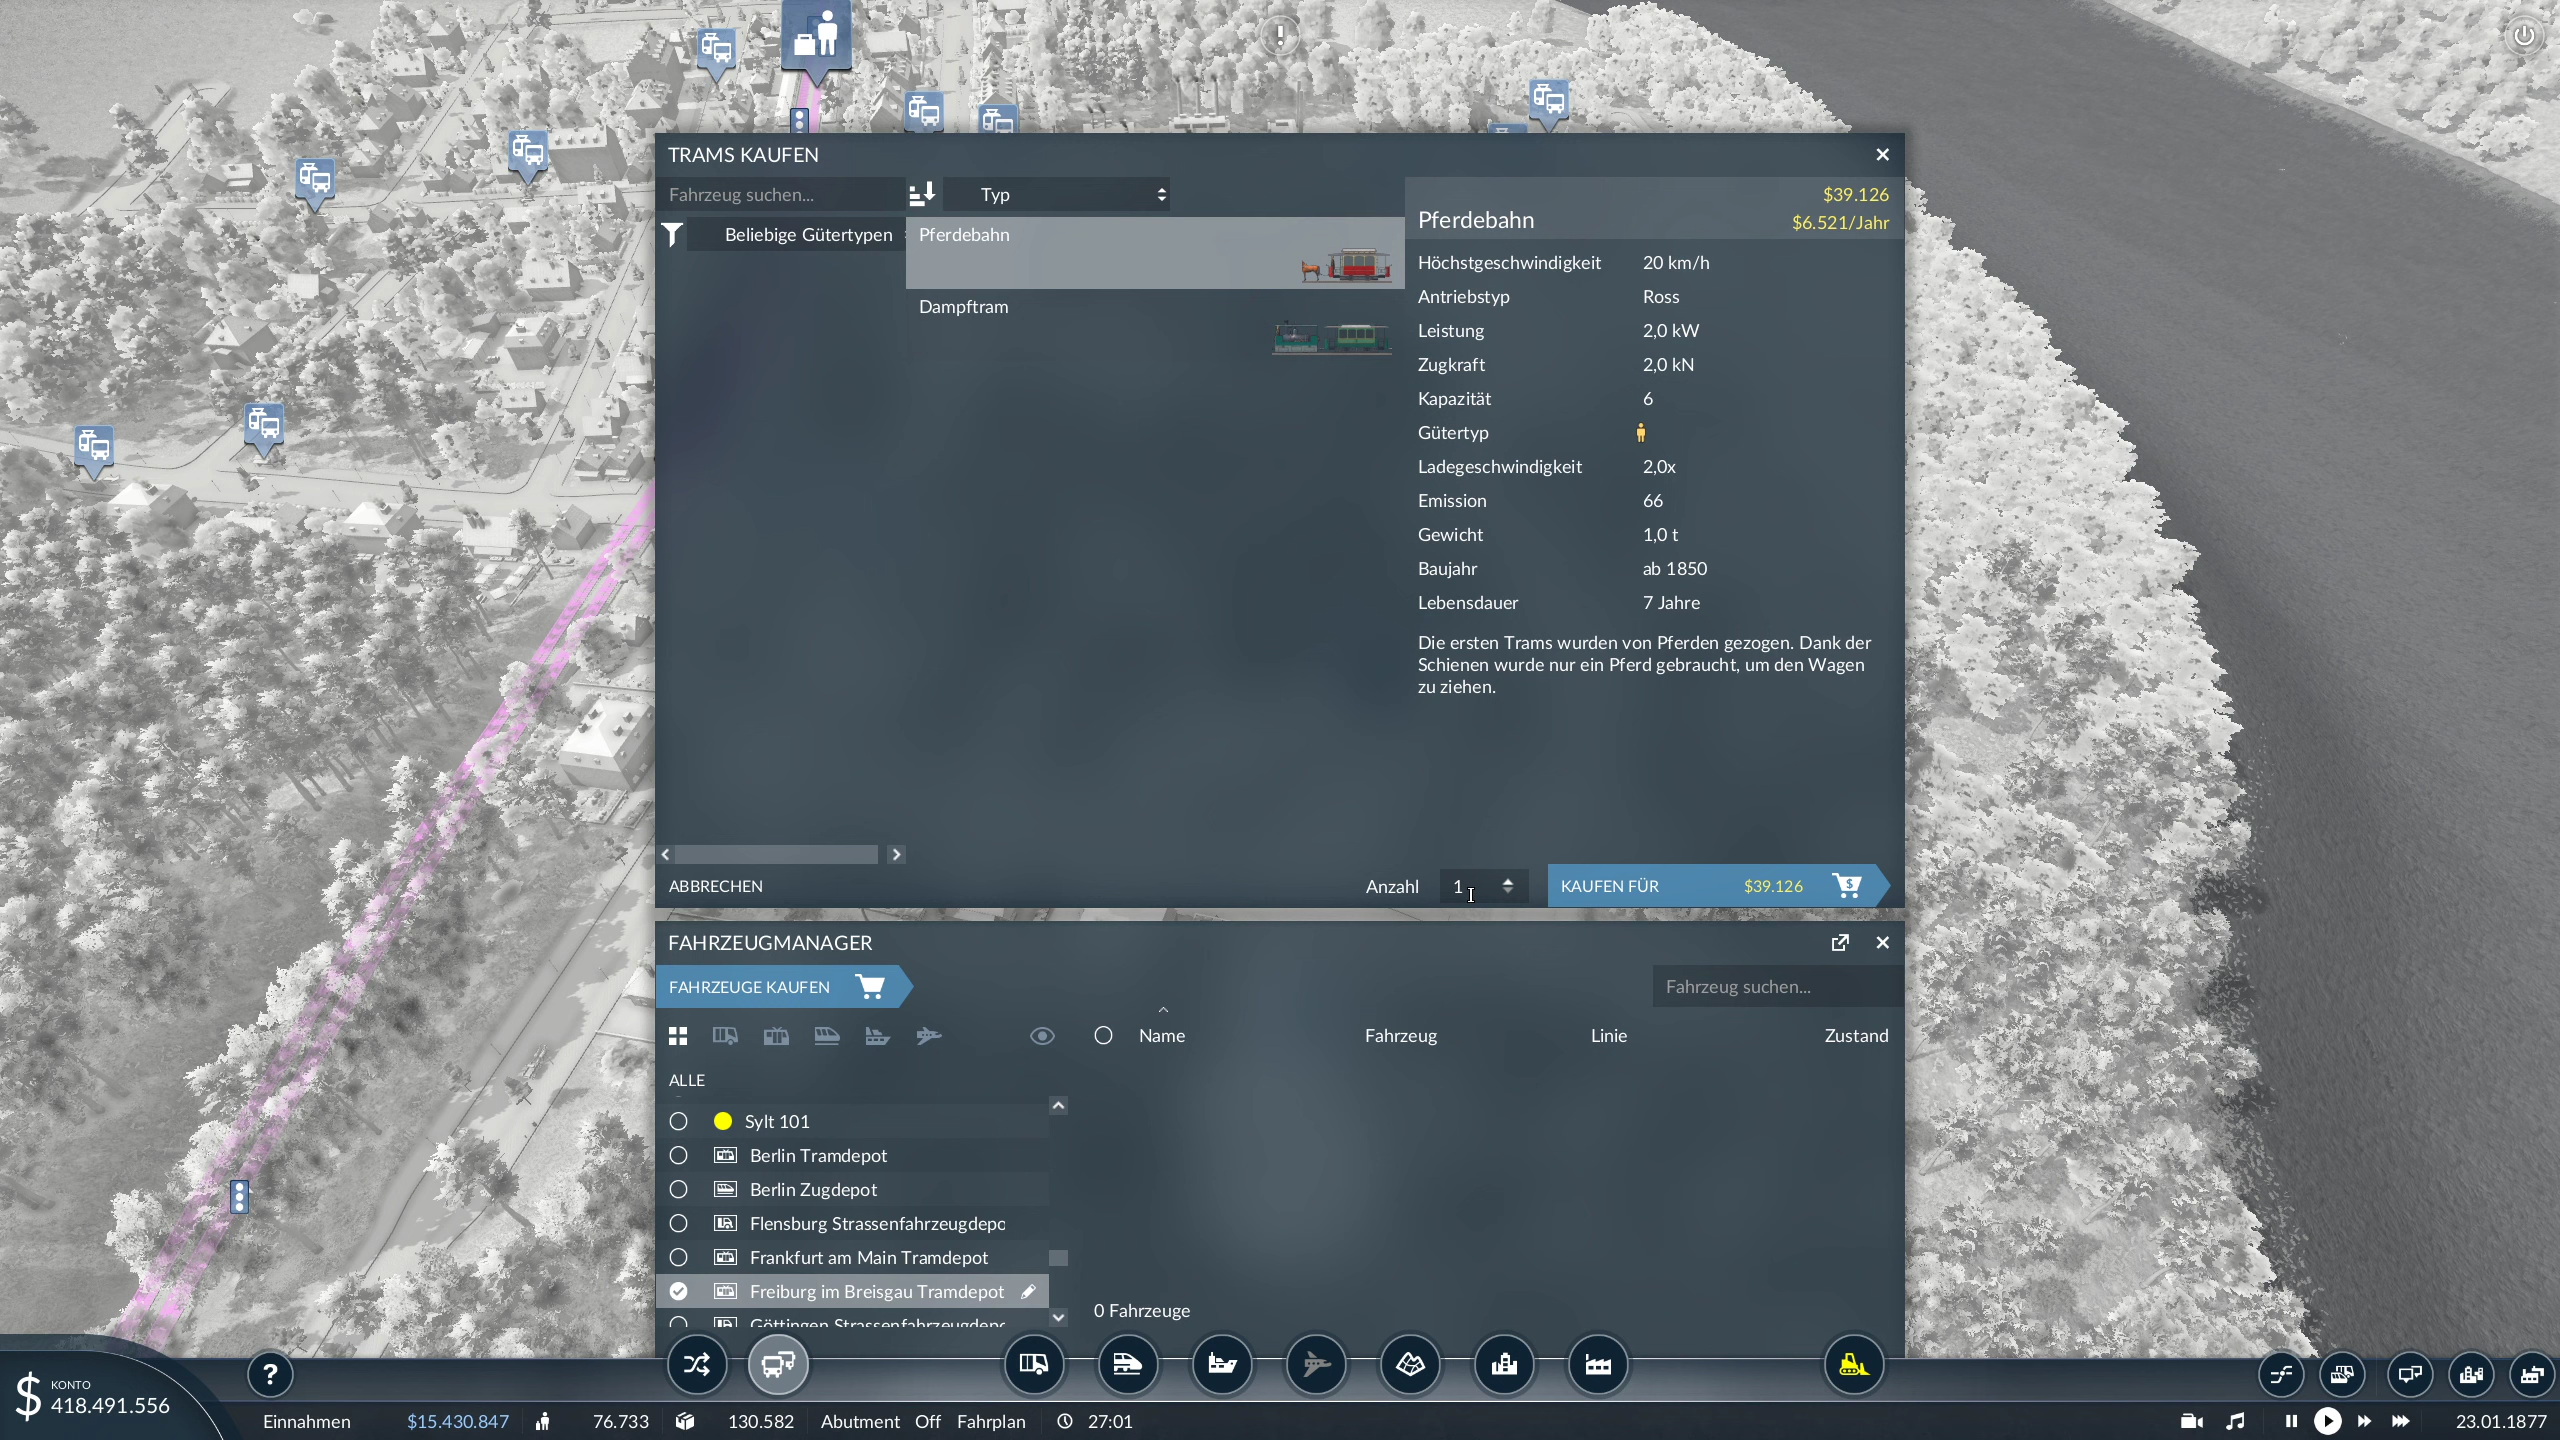 TRAMS KAUFEN
Fahrzeug suchen...
Typ
Beliebige Gütertypen
Pferdebahn
Dampftram
$39.126
Pferdebahn
$6.521/Jahr
Höchstgeschwindigkeit 20 km/h
Antriebstyp Ross
Leistung 2,0 kW
Zugkraft 2,0 kN
Kapazität 6
Gütertyp
Ladegeschwindigkeit 2,0x
Emission 66
Gewicht 1,0 t
Baujahr ab 1850
Lebensdauer 7 Jahre
Die ersten Trams wurden von Pferden gezogen. Dank der
Schienen wurde nur ein Pferd gebraucht, um den Wagen
zu ziehen.
ABBRECHEN
Anzahl 1
KAUFEN FÜR $39.126
FAHRZEUGMANAGER
FAHRZEUGE KAUFEN
Fahrzeug suchen...
Name Fahrzeug Linie Zustand
ALLE
Sylt 101
Berlin Tramdepot
Berlin Zugdepot
Flensburg Strassenfahrzeugdepo
Frankfurt am Main Tramdepot
Freiburg im Breisgau Tramdepot
Göttingen Strassenfahrzeugdepo
0 Fahrzeuge
?
$ KONTO
418.491.556
Einnahmen $15.430.847 76.733 130.582 Abutment Off Fahrplan 27:01
23.01.1877